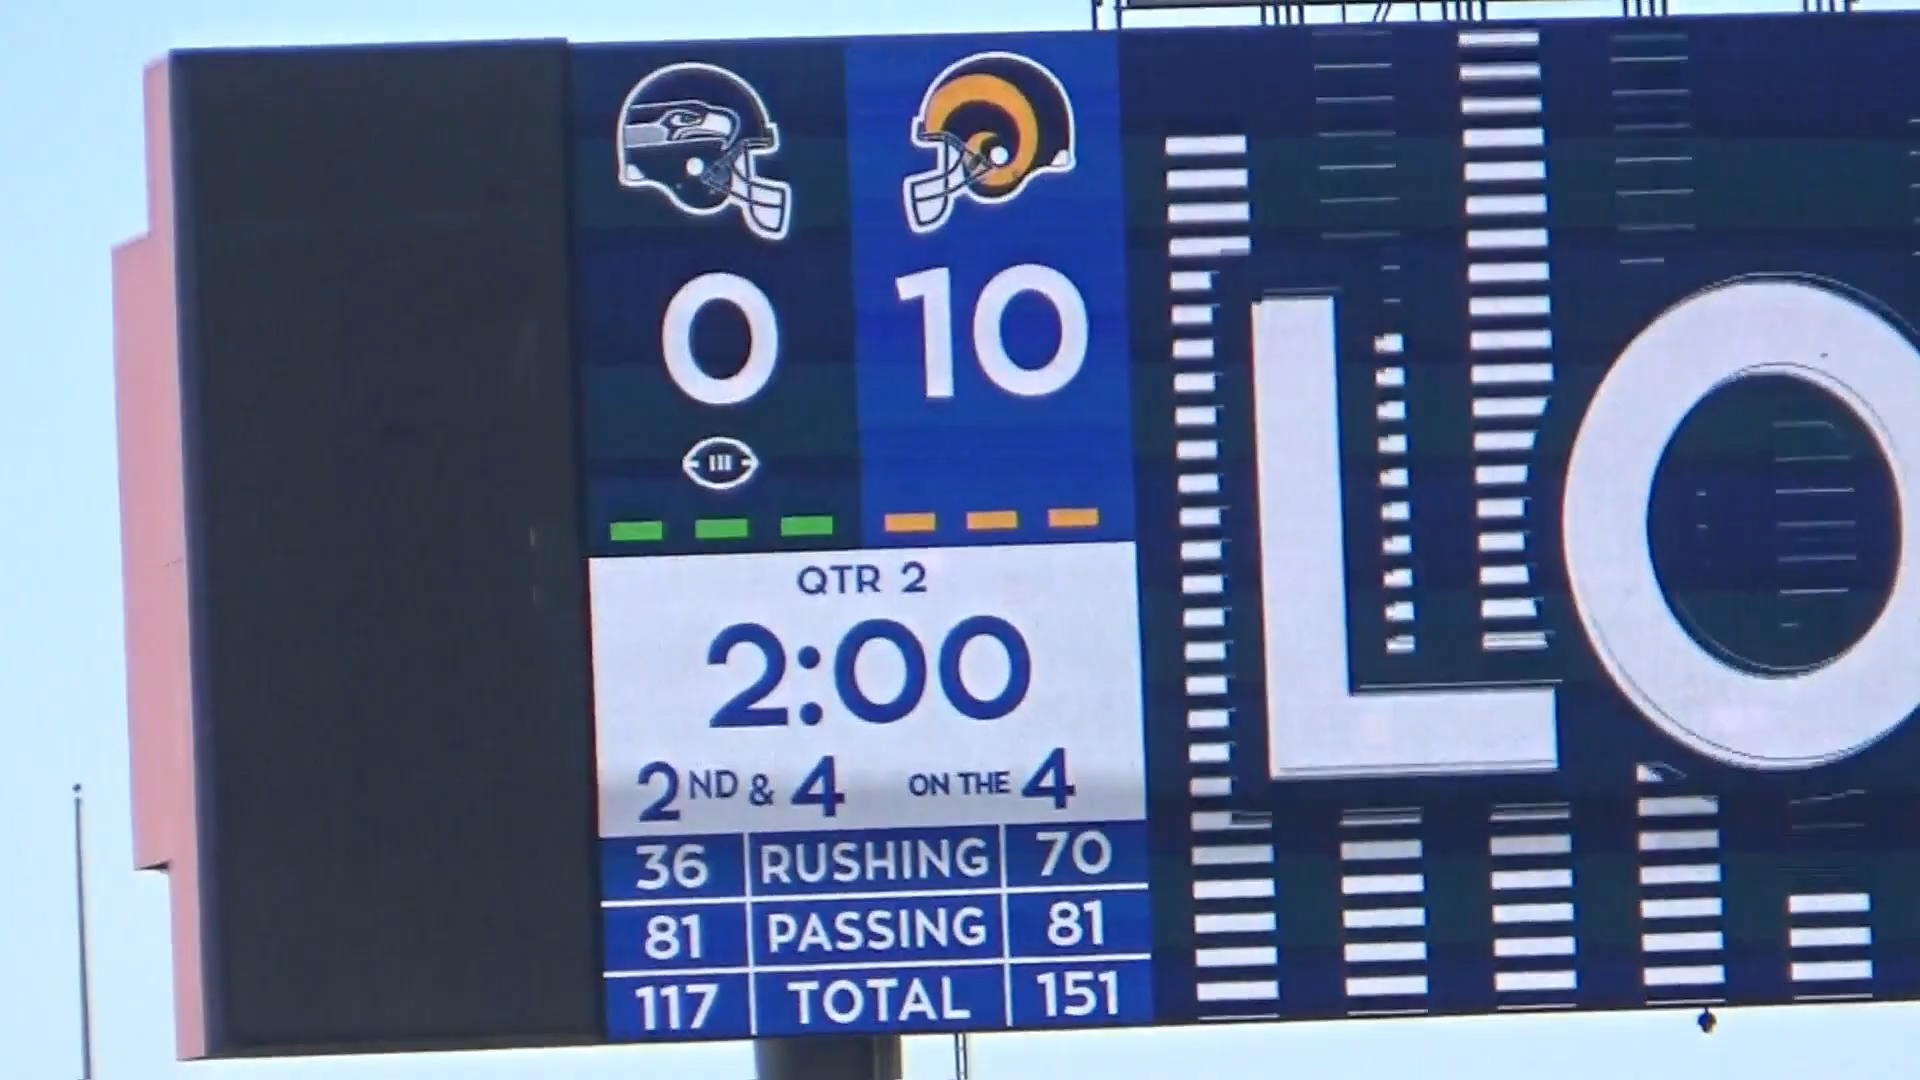 0 10
QTR 2
2:00
2ND & 4 ON THE 4
36 RUSHING 70
81 PASSING 81
117 TOTAL 151
LO